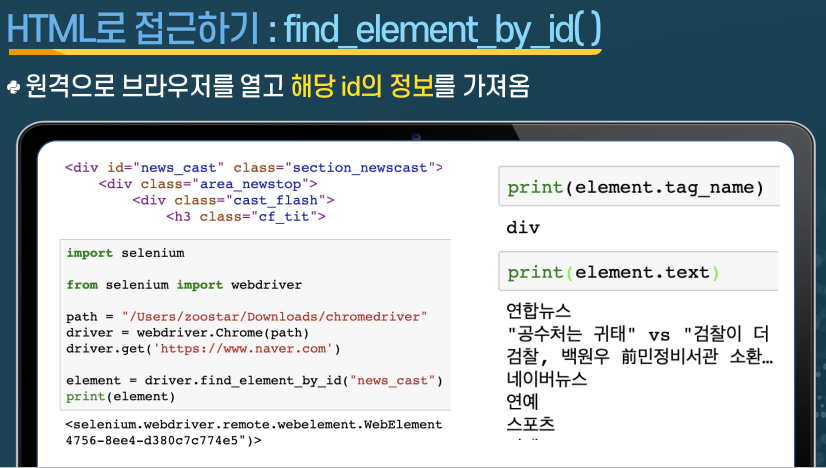 HTML로 접근하기 : find_element_by_id( )
원격으로 브라우저를 열고 해당 id의 정보를 가져옴
<div id="news_cast" class="section_newscast">
<div class="area_newstop">
<div class="cast_flash">
<h3 class="cf_tit">
import selenium
from selenium import webdriver
path = "/Users/zoostar/Downloads/chromedriver"
driver = webdriver.Chrome(path)
driver.get('https://www.naver.com')
element = driver.find_element_by_id("news_cast")
print(element)
<selenium.webdriver.remote.webelement.WebElement
4756-8ee4-d380c7c774e5")>
print(element.tag_name)
div
print(element.text)
연합뉴스
"공수처는 귀태" vs "검찰이 더
검찰, 백원우 前민정비서관 소환…
네이버뉴스
연예
스포츠